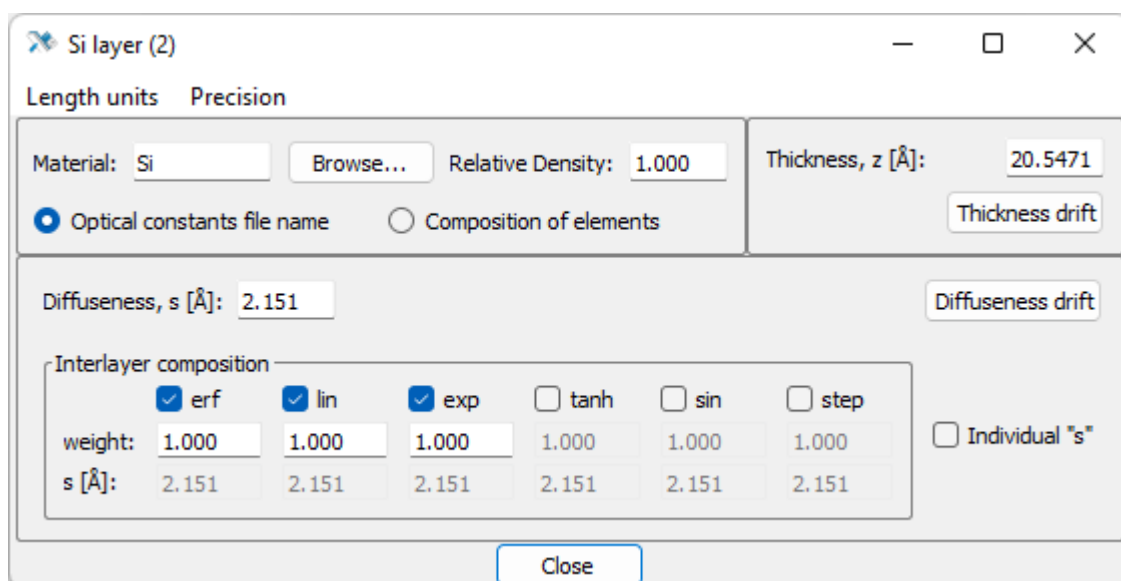 Si layer (2)
Length units Precision
Material: Si Browse... Relative Density: 1.000
Optical constants file name Composition of elements
Thickness, z [Å]: 20.5471
Thickness drift
Diffuseness, s [Å]: 2.151 Diffuseness drift
Interlayer composition
erf lin exp tanh sin step
weight: 1.000 1.000 1.000 1.000 1.000 1.000
s [Å]: 2.151 2.151 2.151 2.151 2.151 2.151
Individual "s"
Close